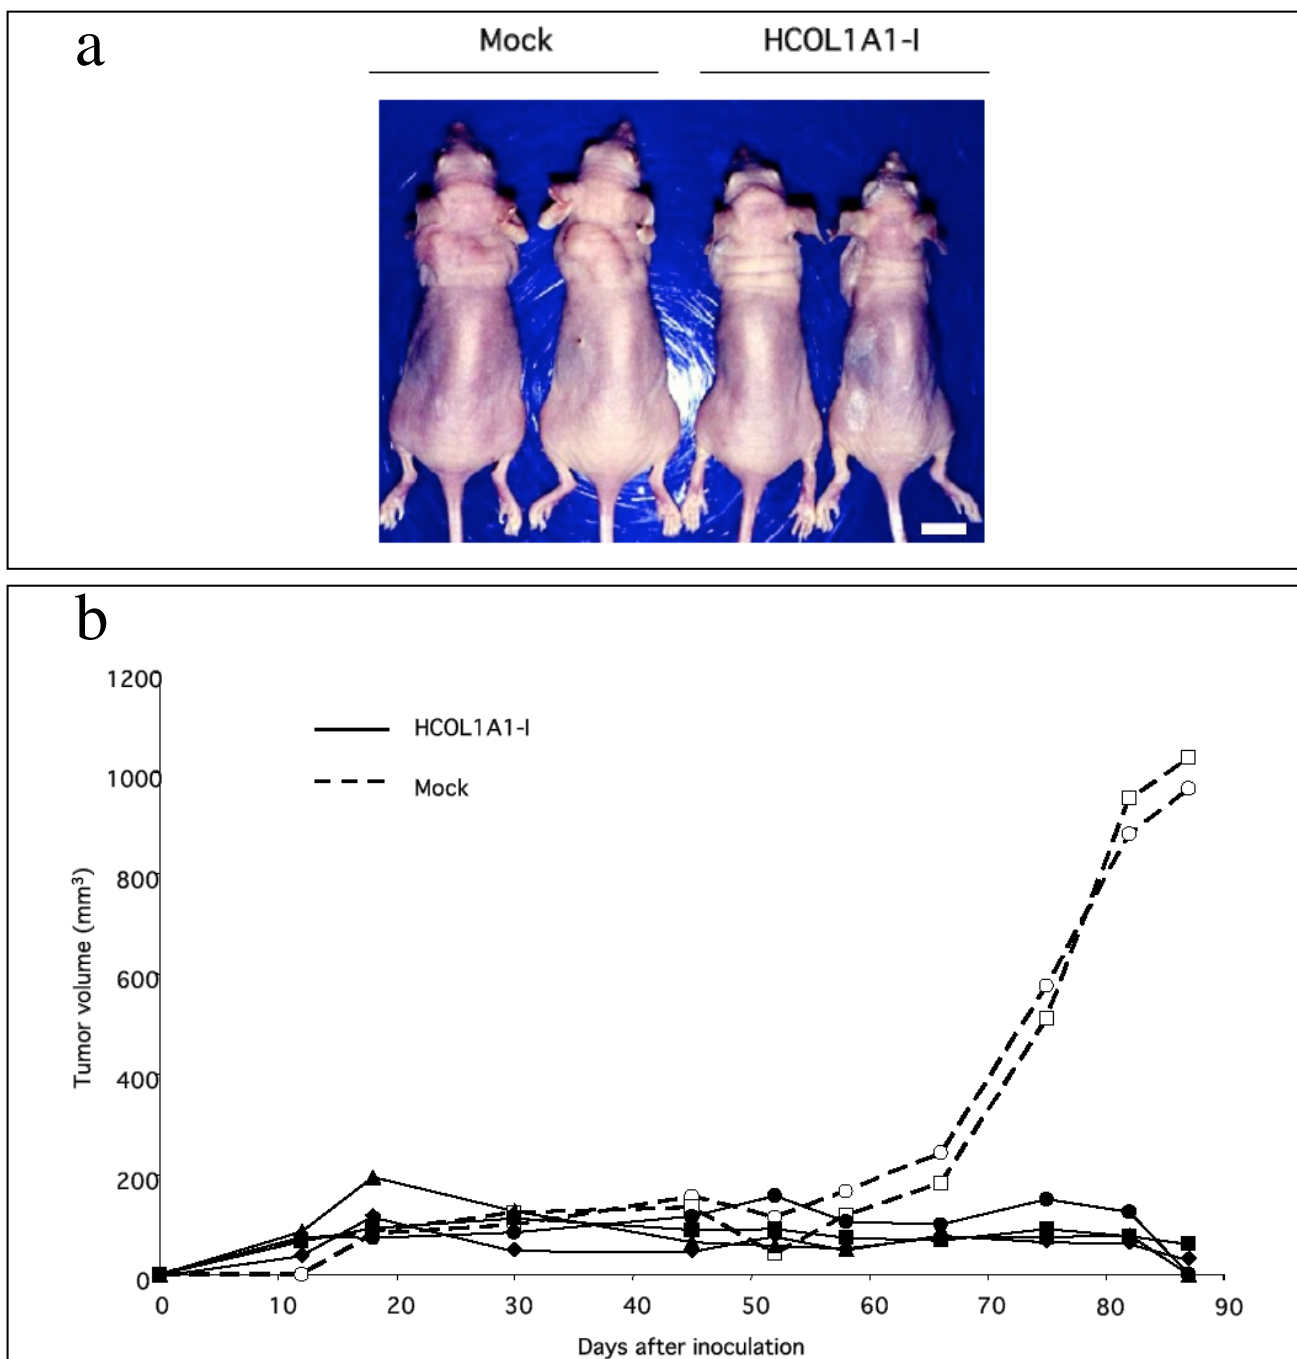 a
Mock HCOL1A1-I
b
1200
1000
800
600
400
200
0
Tumor volume (mm³)
HCOL1A1-I
Mock
0 10 20 30 40 50 60 70 80 90
Days after inoculation